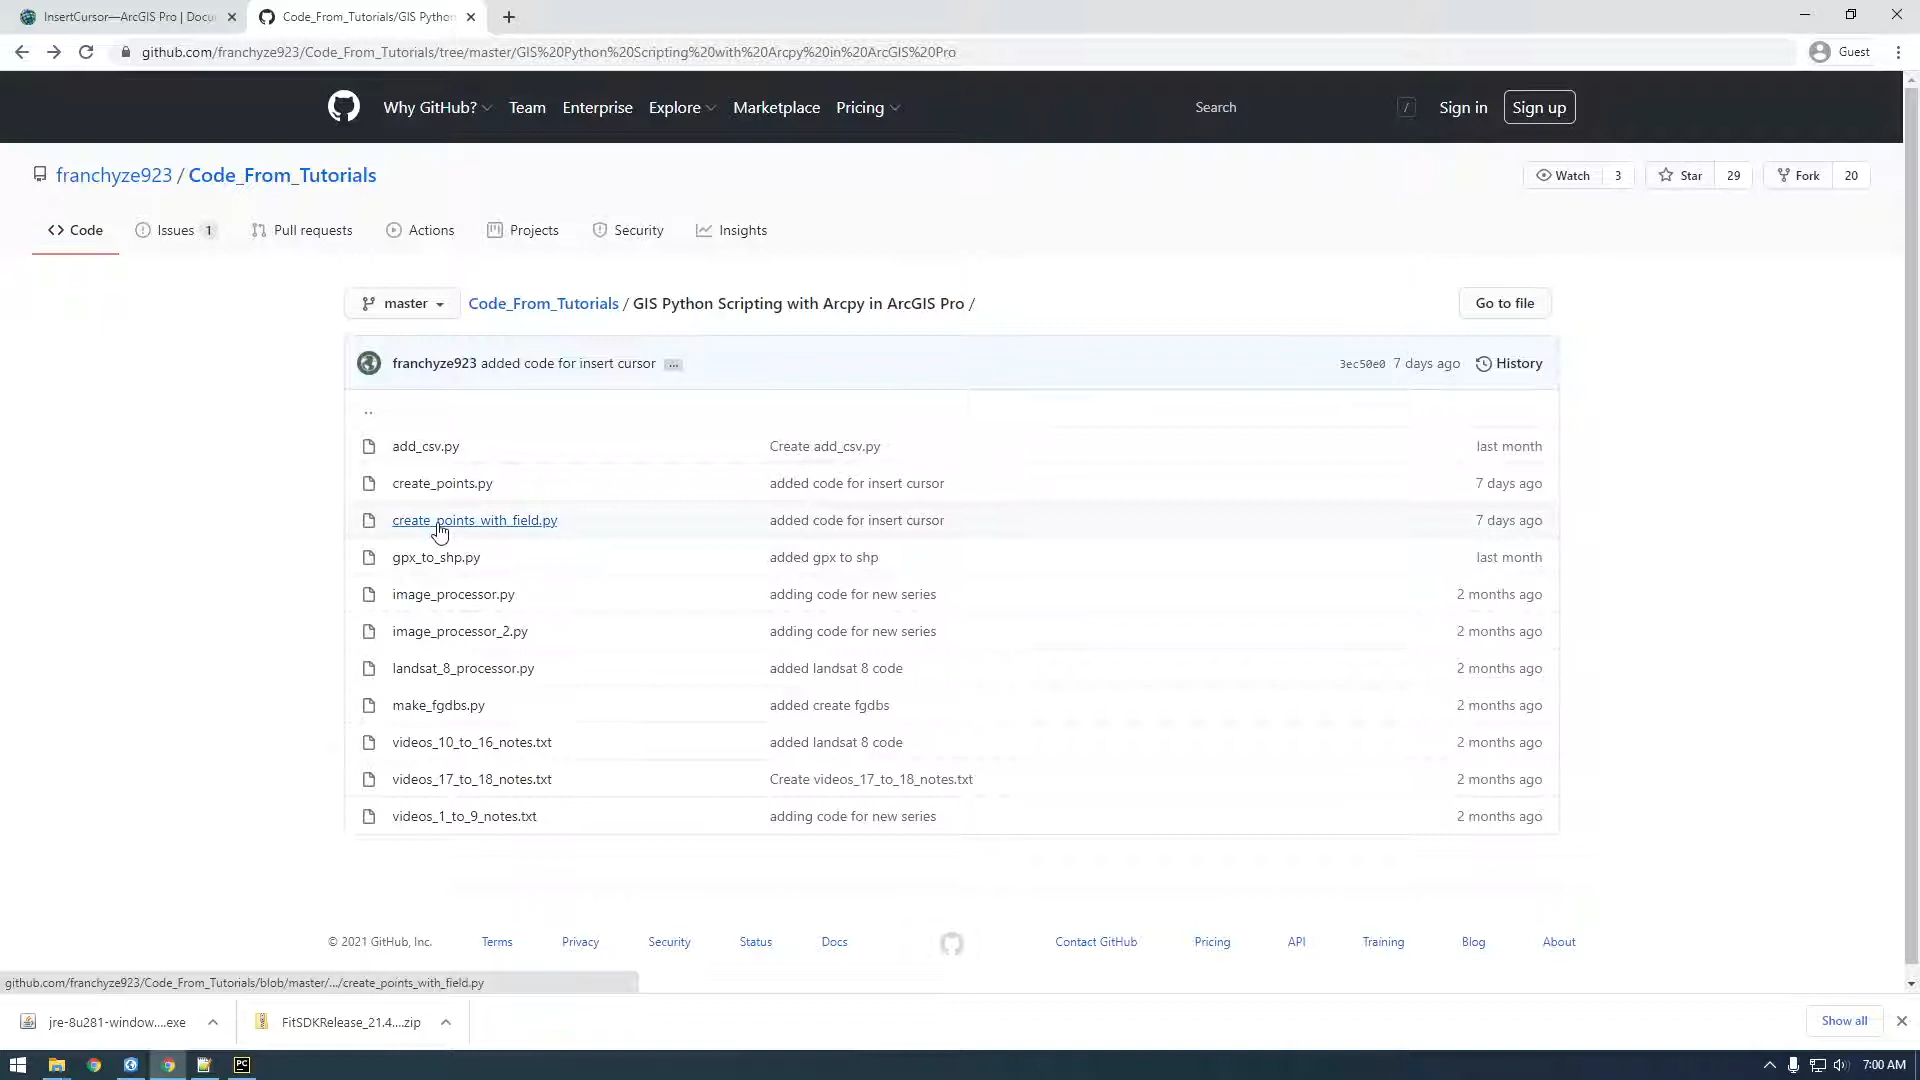 InsertCursor—ArcGIS Pro | Docu
Code_From_Tutorials/GIS Python
github.com/franchyze923/Code_From_Tutorials/tree/master/GIS%20Python%20Scripting%20with%20Arcpy%20in%20ArcGIS%20Pro
Guest
Why GitHub? Team Enterprise Explore Marketplace Pricing Search / Sign in Sign up
franchyze923 / Code_From_Tutorials Watch 3 Star 29 Fork 20
<> Code Issues 1 Pull requests Actions Projects Security Insights
master Code_From_Tutorials / GIS Python Scripting with Arcpy in ArcGIS Pro / Go to file
franchyze923 added code for insert cursor ... 3ec50e0 7 days ago History
..
add_csv.py Create add_csv.py last month
create_points.py added code for insert cursor 7 days ago
create_points_with_field.py added code for insert cursor 7 days ago
gpx_to_shp.py added gpx to shp last month
image_processor.py adding code for new series 2 months ago
image_processor_2.py adding code for new series 2 months ago
landsat_8_processor.py added landsat 8 code 2 months ago
make_fgdbs.py added create fgdbs 2 months ago
videos_10_to_16_notes.txt added landsat 8 code 2 months ago
videos_17_to_18_notes.txt Create videos_17_to_18_notes.txt 2 months ago
videos_1_to_9_notes.txt adding code for new series 2 months ago
© 2021 GitHub, Inc. Terms Privacy Security Status Docs Contact GitHub Pricing API Training Blog About
github.com/franchyze923/Code_From_Tutorials/blob/master/.../create_points_with_field.py
jre-8u281-window....exe FitSDKRelease_21.4....zip Show all
PC 7:00 AM